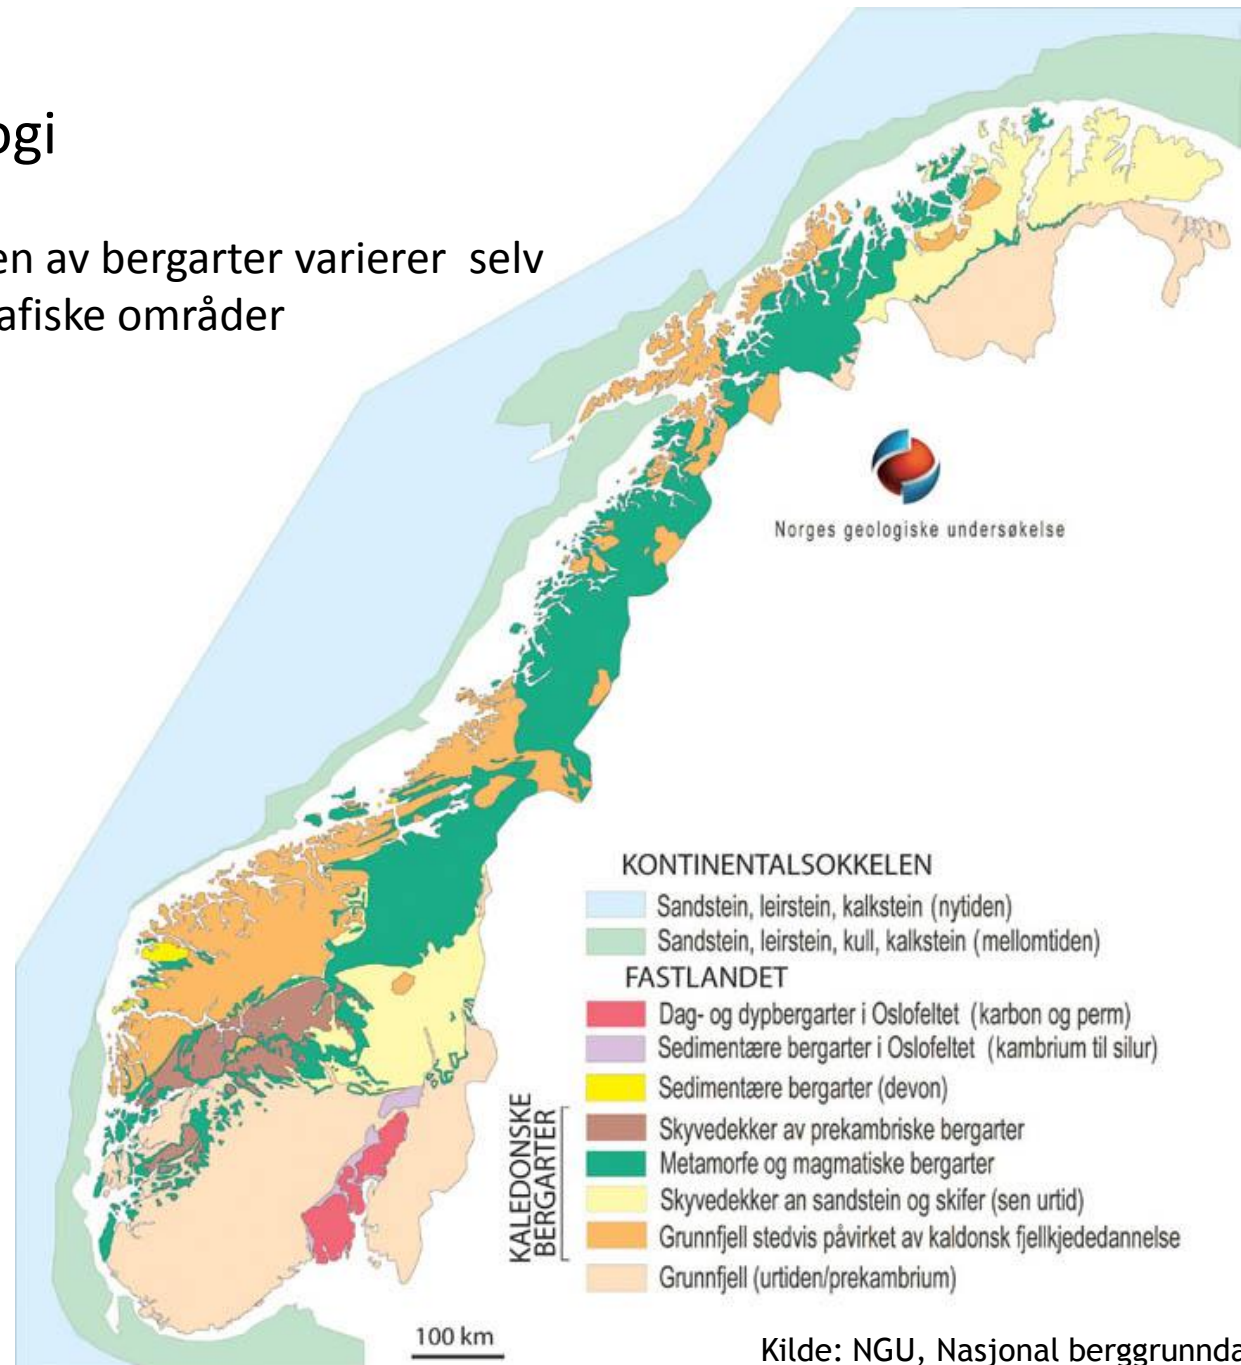 ogi
en av bergarter varierer selv
afiske områder
Norges geologiske undersøkelse
KONTINENTALSOKKELEN
Sandstein, leirstein, kalkstein (nytiden)
Sandstein, leirstein, kull, kalkstein (mellomtiden)
FASTLANDET
Dag- og dypbergarter i Oslofeltet (karbon og perm)
Sedimentære bergarter i Oslofeltet (kambrium til silur)
Sedimentære bergarter (devon)
KALEDONSKE
BERGARTER
Skyvedekker av prekambriske bergarter
Metamorfe og magmatiske bergarter
Skyvedekker an sandstein og skifer (sen urtid)
Grunnfjell stedvis påvirket av kaldonsk fjellkjededannelse
Grunnfjell (urtiden/prekambrium)
100 km
Kilde: NGU, Nasjonal berggrunnda